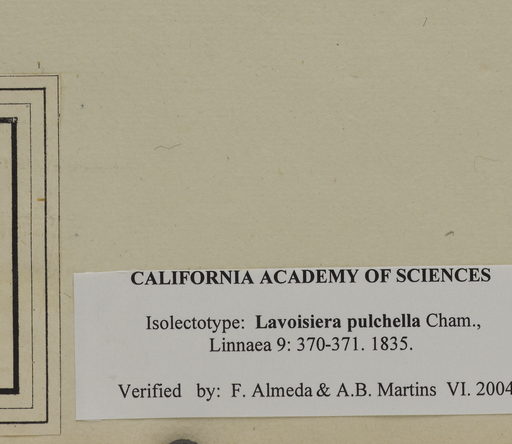 CALIFORNIA ACADEMY OF SCIENCES
Isolectotype: Lavoisiera pulchella Cham.,
Linnaea 9: 370-371. 1835.
Verified by: F. Almeda & A.B. Martins VI. 2004